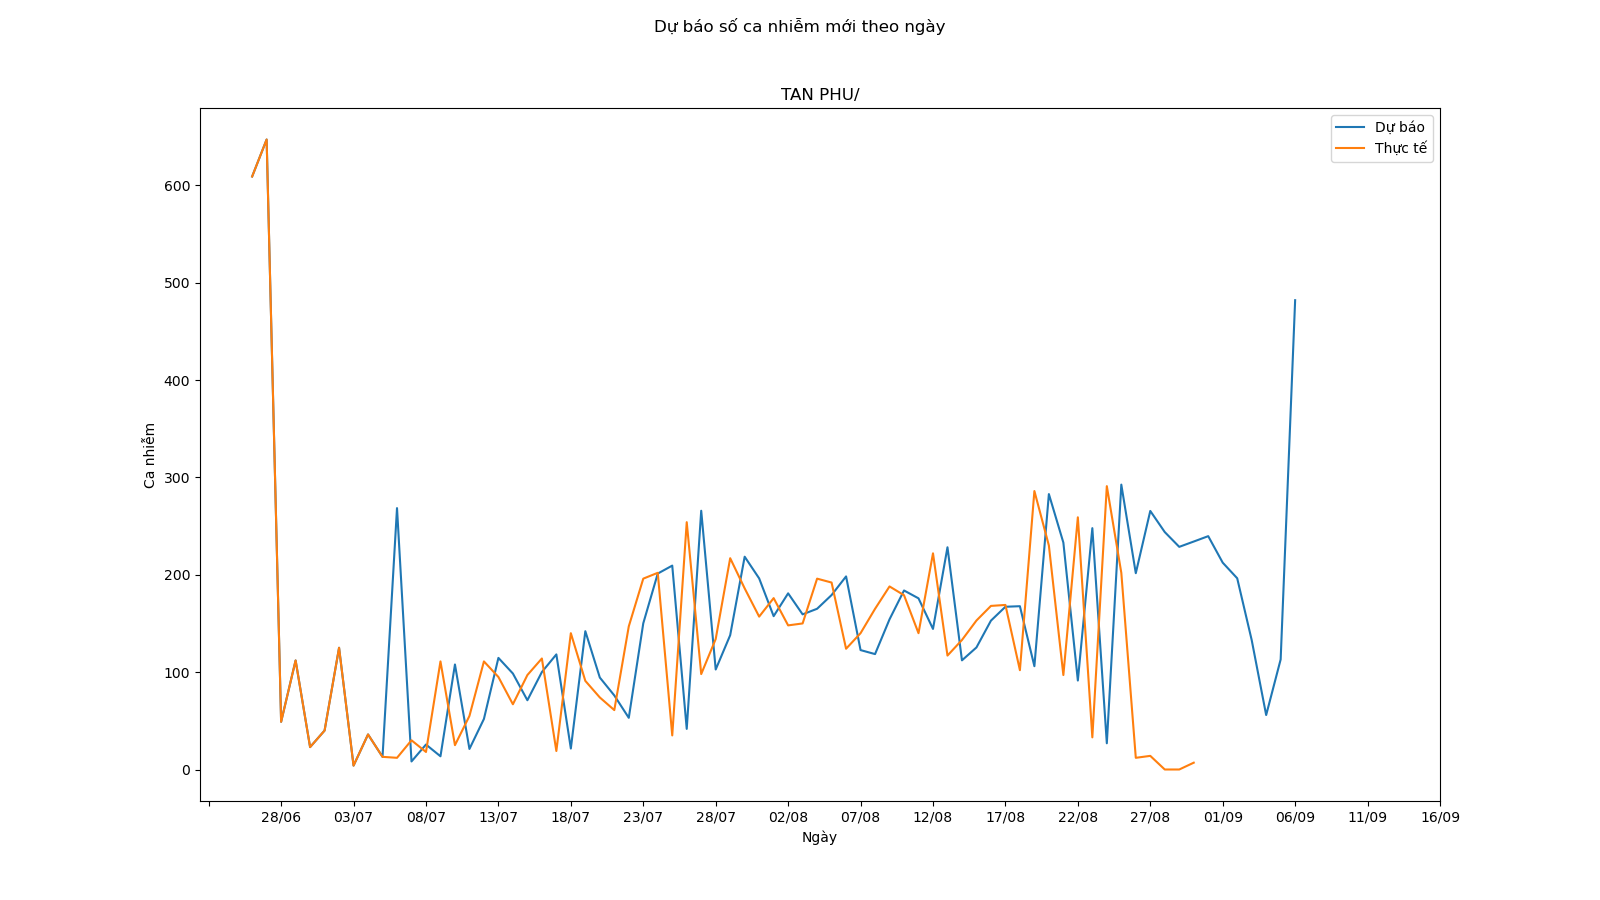 Dự báo số ca nhiễm mới theo ngày
TAN PHU/
Dự báo
Thực tế
600
500
400
300
200
100
0
Ca nhiễm
28/06 03/07 08/07 13/07 18/07 23/07 28/07 02/08 07/08 12/08 17/08 22/08 27/08 01/09 06/09 11/09 16/09
Ngày